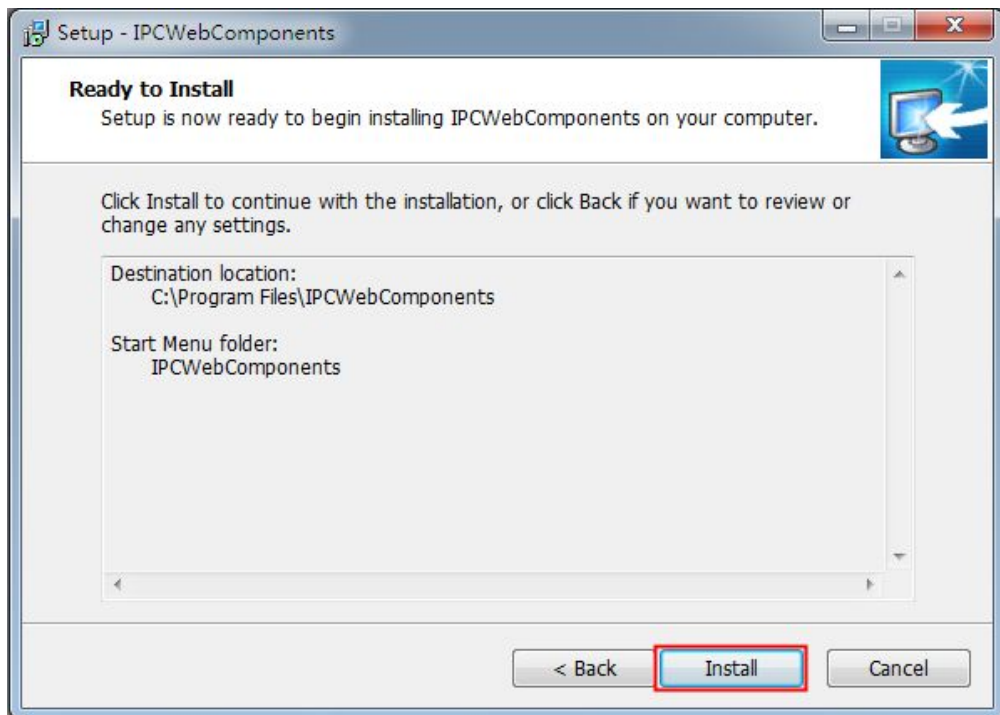 Setup - IPCWebComponents
Ready to Install
Setup is now ready to begin installing IPCWebComponents on your computer.
Click Install to continue with the installation, or click Back if you want to review or
change any settings.
Destination location:
C:\Program Files\IPCWebComponents
Start Menu folder:
IPCWebComponents
< Back Install Cancel